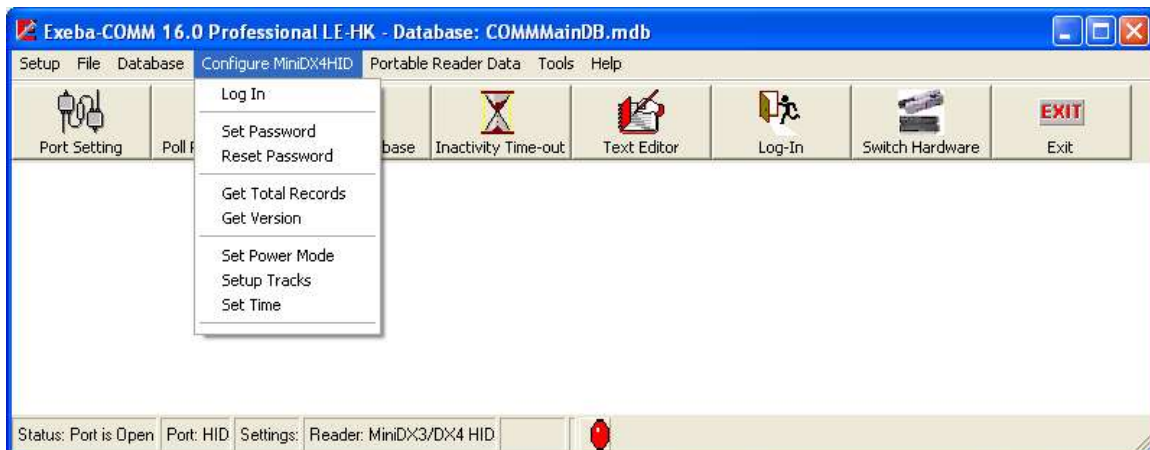 Exeba-COMM 16.0 Professional LE-HK - Database: COMMMainDB.mdb
Setup File Database Configure MiniDX4HID Portable Reader Data Tools Help
Log In
Set Password
Reset Password
Get Total Records
Get Version
Set Power Mode
Setup Tracks
Set Time
Port Setting Poll Inactivity Time-out Text Editor Log-In Switch Hardware EXIT Exit
Status: Port is Open Port: HID Settings: Reader: MiniDX3/DX4 HID